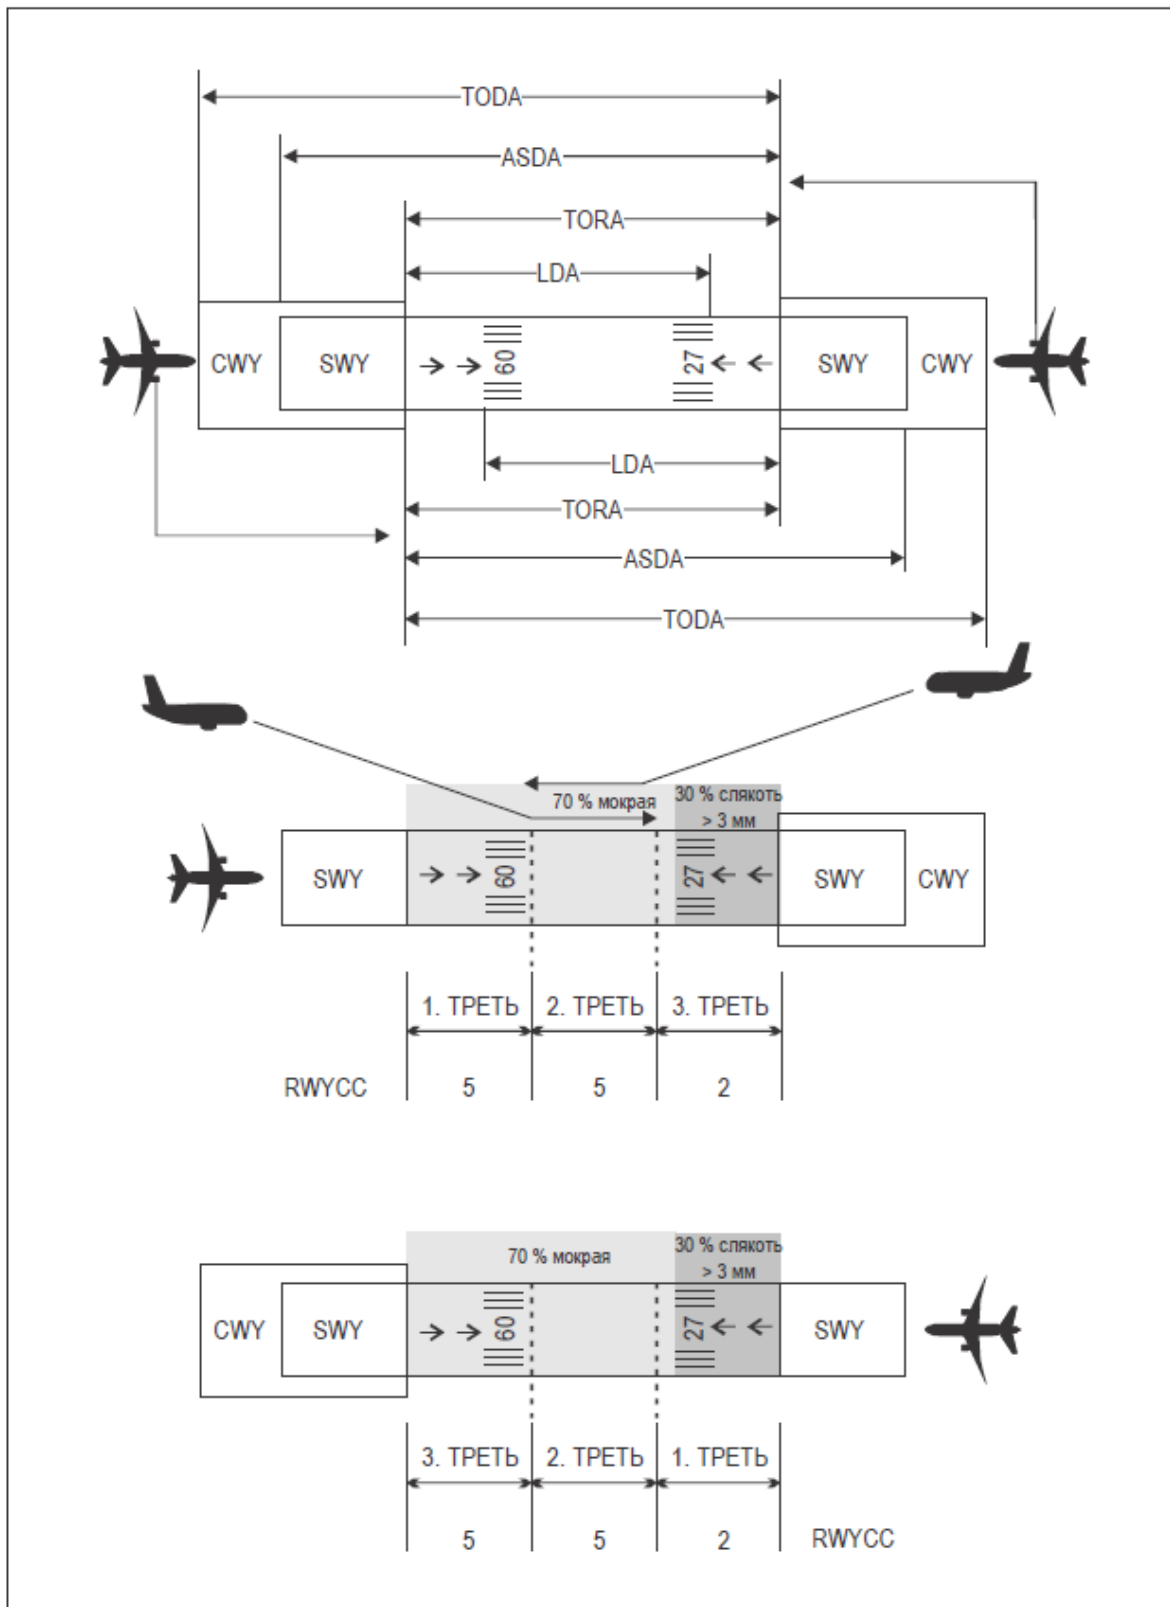 TODA
ASDA
TORA
LDA
CWY SWY 09 27 SWY CWY
LDA
TORA
ASDA
TODA
70 % мокрая 30 % слякоть
> 3 мм
SWY 09 27 SWY CWY
1. ТРЕТЬ 2. ТРЕТЬ 3. ТРЕТЬ
RWYCC 5 5 2
70 % мокрая 30 % слякоть
> 3 мм
CWY SWY 09 27 SWY
3. ТРЕТЬ 2. ТРЕТЬ 1. ТРЕТЬ
5 5 2 RWYCC